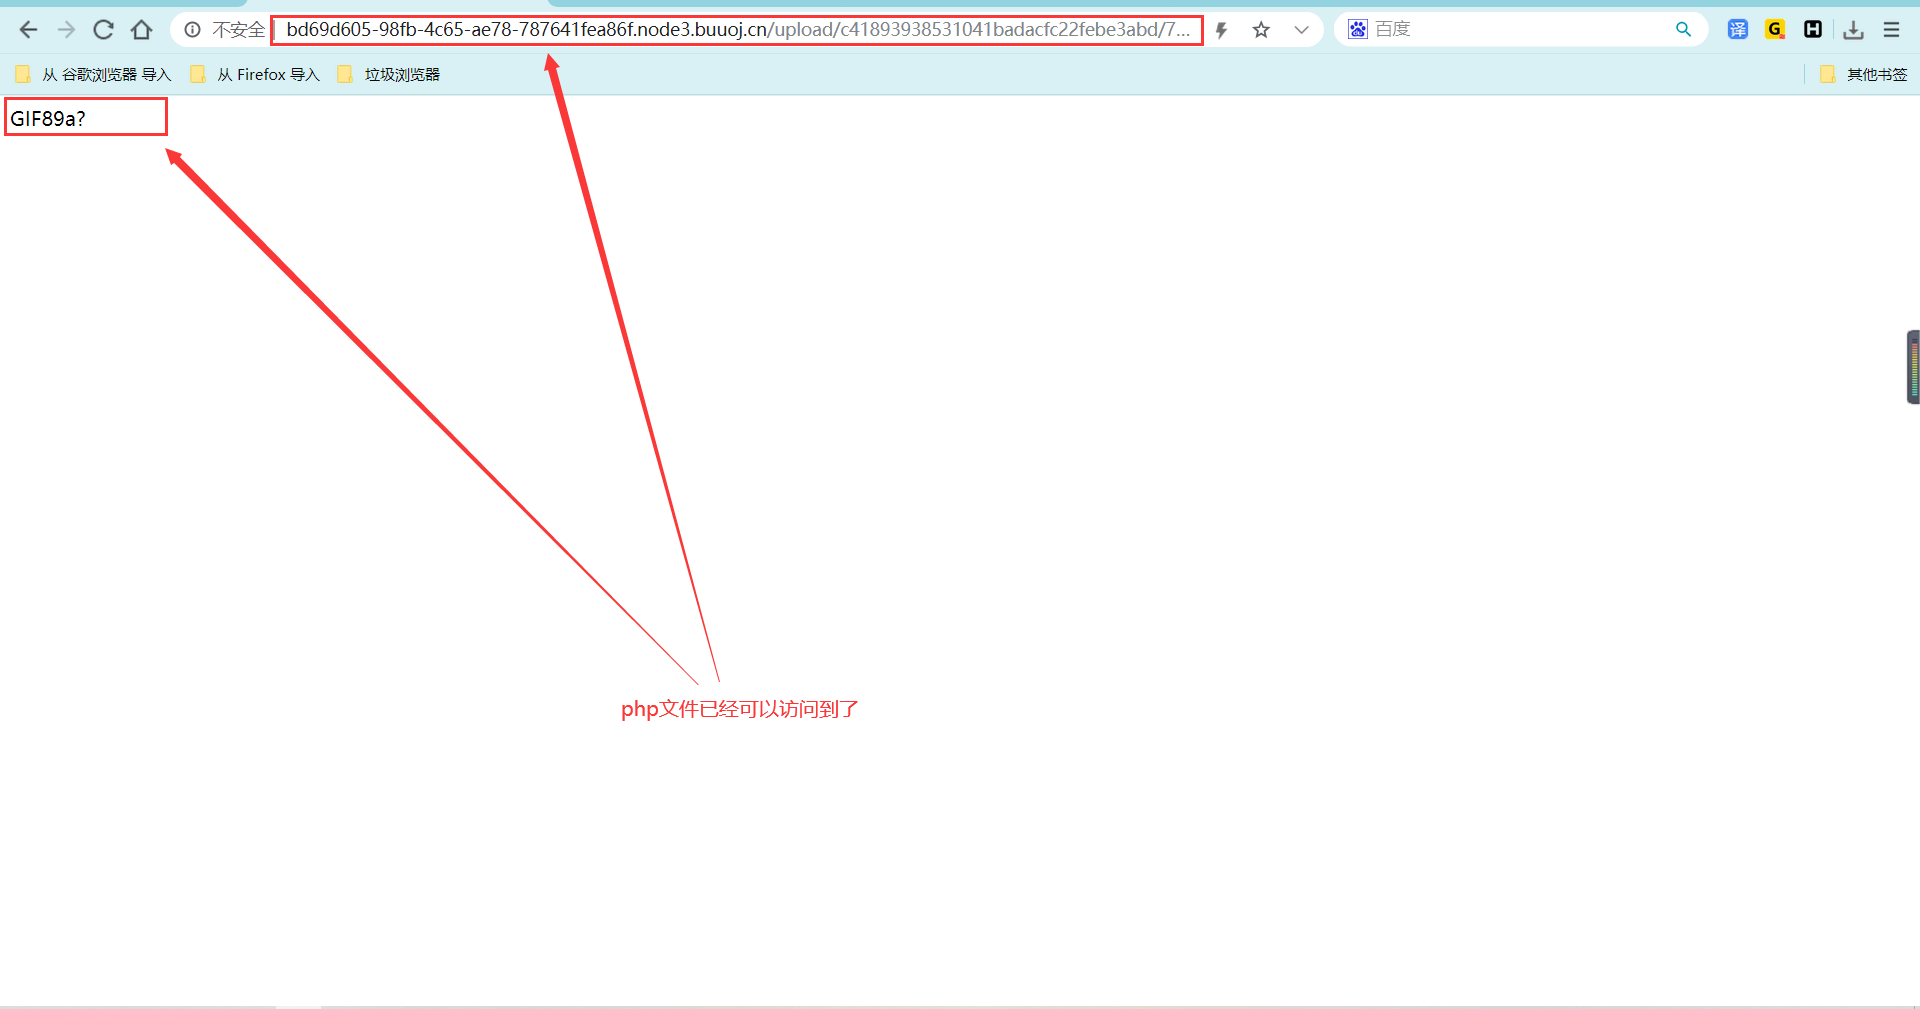 不安全 bd69d605-98fb-4c65-ae78-787641fea86f.node3.buuoj.cn/upload/c41893938531041badacfc22febe3abd/7... 百度 译 G H
从 谷歌浏览器 导入 从 Firefox 导入 垃圾浏览器 其他书签
GIF89a?
php文件已经可以访问到了